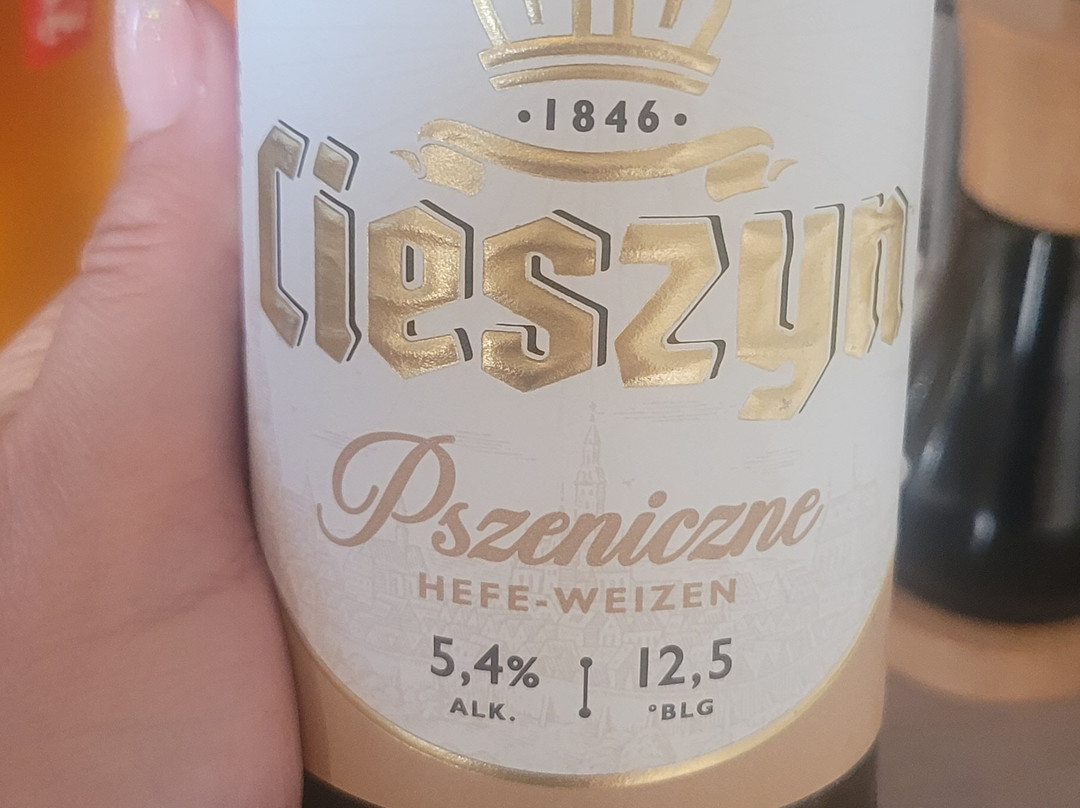 •1846•
Cieszyn
Pszeniczne
HEFE-WEIZEN
5,4% 12,5
ALK. °BLG